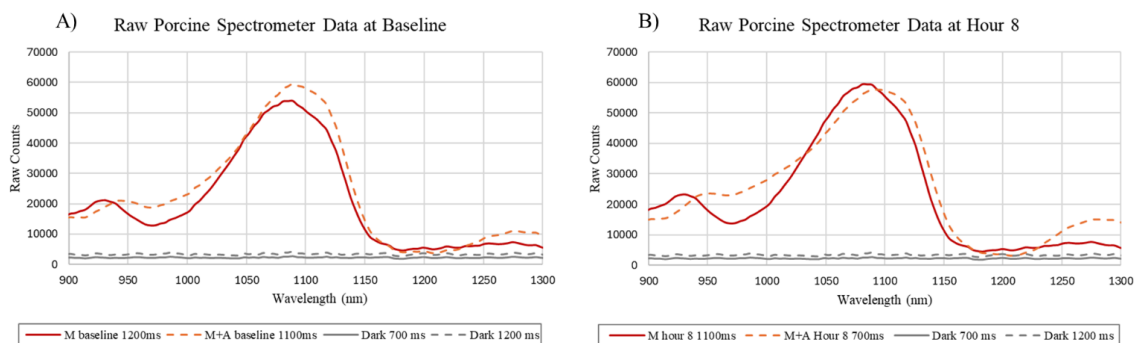 A)
Raw Porcine Spectrometer Data at Baseline
70000
60000
50000
40000
30000
20000
10000
0
Raw Counts
900 950 1000 1050 1100 1150 1200 1250 1300
Wavelength (nm)
M baseline 1200ms M+A baseline 1100ms Dark 700 ms Dark 1200 ms
B)
Raw Porcine Spectrometer Data at Hour 8
70000
60000
50000
40000
30000
20000
10000
0
Raw Counts
900 950 1000 1050 1100 1150 1200 1250 1300
Wavelength (nm)
M hour 8 1100ms M+A Hour 8 700ms Dark 700 ms Dark 1200 ms